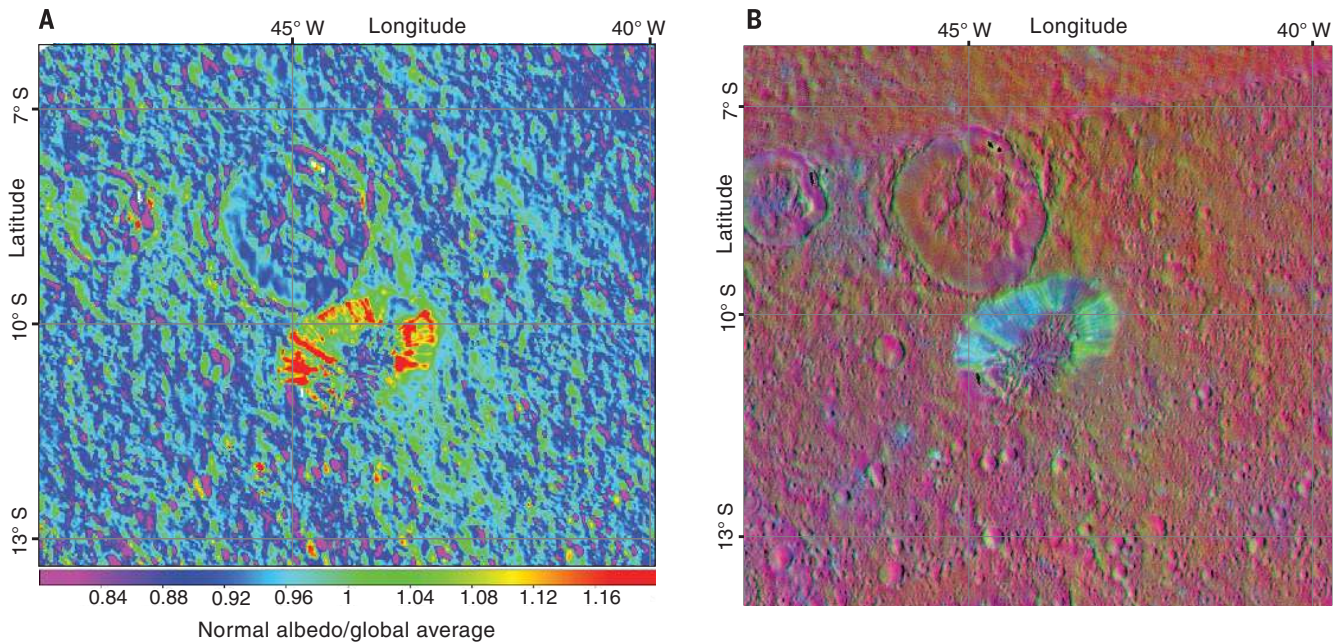 A
45° W
Longitude
40° W
7° S
Latitude
10° S
13° S
0.84 0.88 0.92 0.96 1 1.04 1.08 1.12 1.16
Normal albedo/global average
B
45° W
Longitude
40° W
7° S
Latitude
10° S
13° S